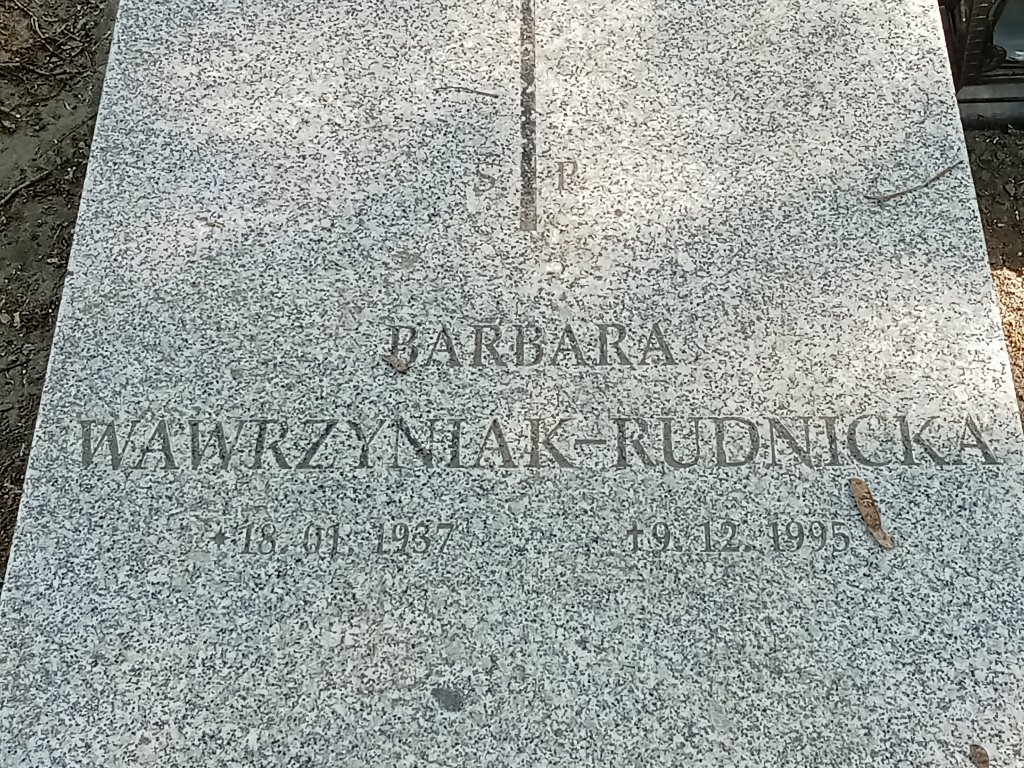 S P
BARBARA
WAWRZYNIAK-RUDNICKA
*18. 01. 1937 †9. 12. 1995